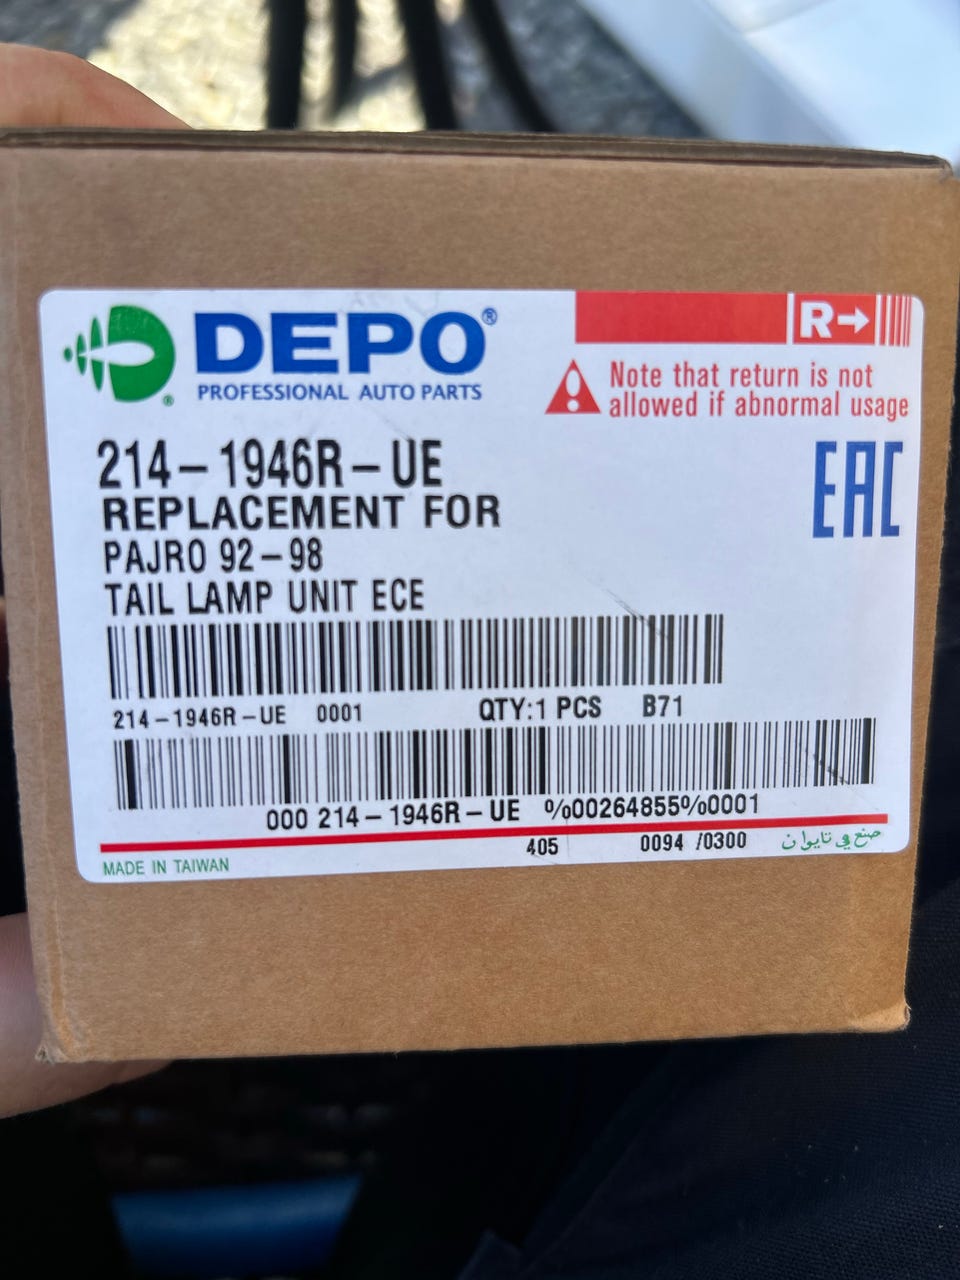 DEPO®
PROFESSIONAL AUTO PARTS
®
R→
Note that return is not
allowed if abnormal usage
EAC
214-1946R-UE
REPLACEMENT FOR
PAJRO 92-98
TAIL LAMP UNIT ECE
214-1946R-UE 0001 QTY:1 PCS B71
000 214-1946R-UE %00264855%0001
405 0094 /0300 صنع في تايوان
MADE IN TAIWAN